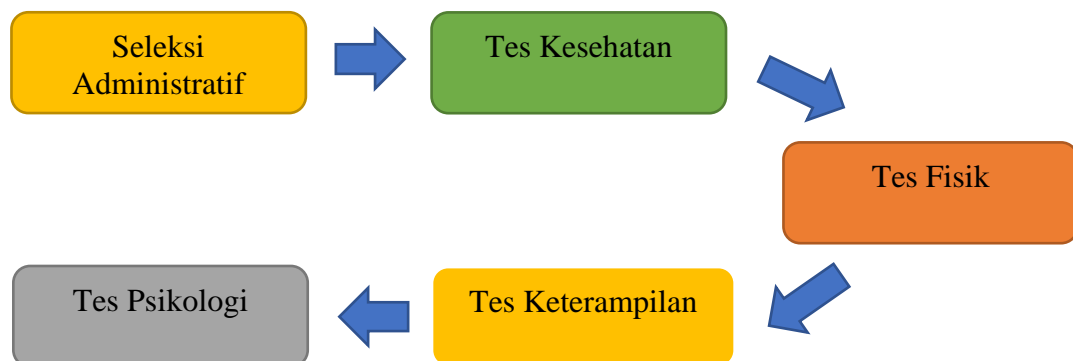 Seleksi
Administratif
Tes Kesehatan
Tes Fisik
Tes Keterampilan
Tes Psikologi